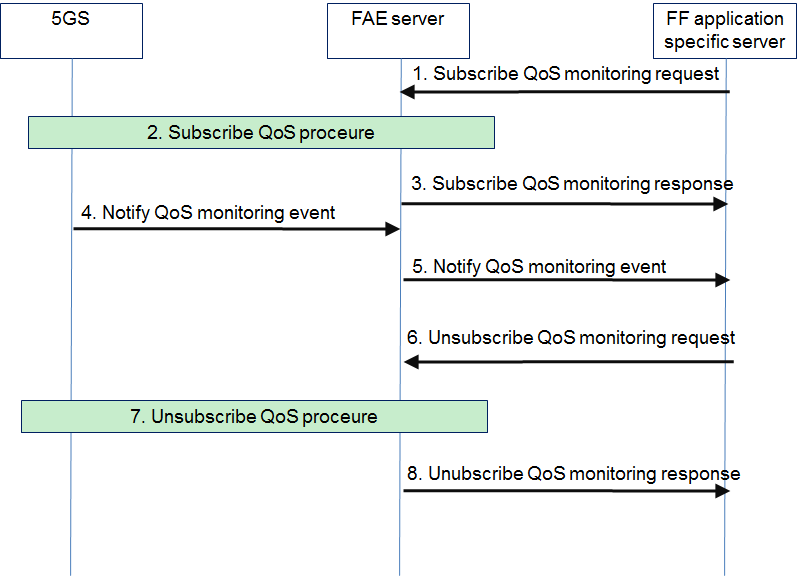 5GS
FAE server
FF application
specific server
1. Subscribe QoS monitoring request
2. Subscribe QoS proceure
3. Subscribe QoS monitoring response
4. Notify QoS monitoring event
5. Notify QoS monitoring event
6. Unsubscribe QoS monitoring request
7. Unsubscribe QoS proceure
8. Unubscribe QoS monitoring response